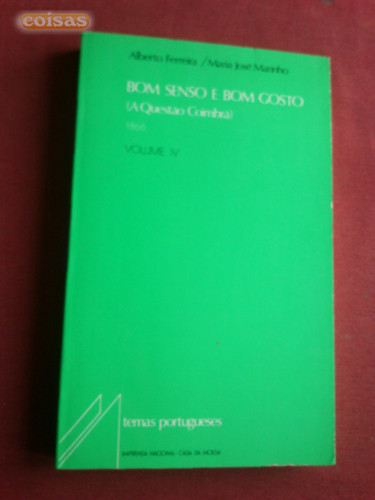 coisas
Alberto Ferreira / Maria José Marinho
BOM SENSO E BOM GOSTO
(A Questão Coimbrã)
1866
VOLUME IV
temas portugueses
IMPRENSA NACIONAL - CASA DA MOEDA